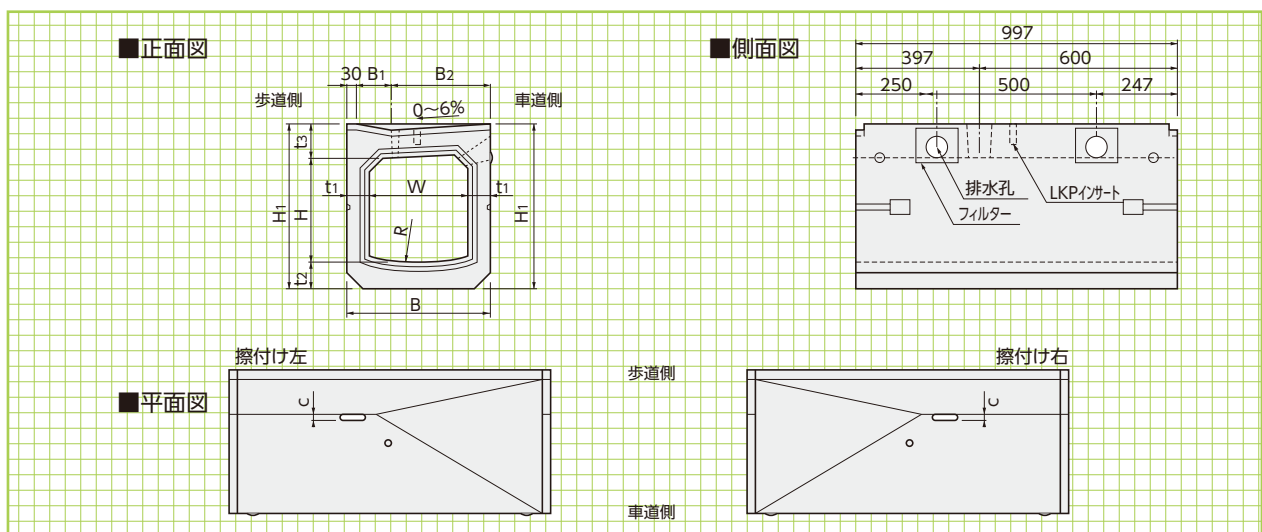 ■正面図
30 B1 B2
歩道側
車道側
0〜6%
t3
t1
W
t1
H1
H
H1
R
t2
B
■側面図
997
397 600
250 500 247
排水孔
LKPインサート
フィルター
■平面図
擦付け左
擦付け右
歩道側
C
C
車道側